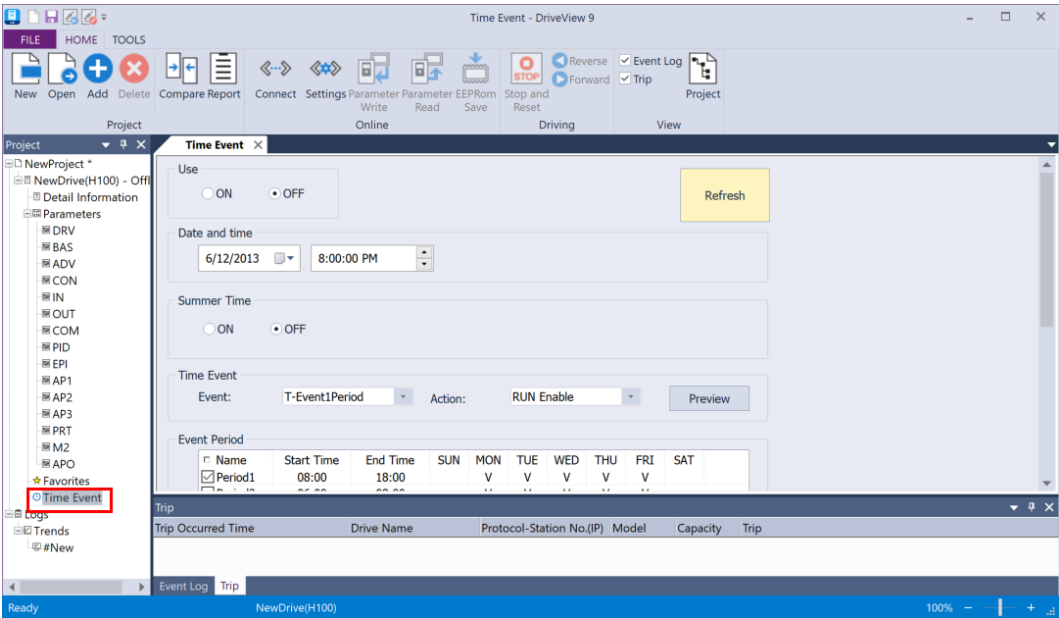 Time Event - DriveView 9
FILE HOME TOOLS
New Open Add Delete Compare Report Connect Settings Parameter Write Parameter Read EEPRom Save Stop and Reset Reverse Forward Event Log Trip Project
STOP
Project Online Driving View
Project
NewProject *
NewDrive(H100) - Offl
Detail Information
Parameters
DRV
BAS
ADV
CON
IN
OUT
COM
PID
EPI
AP1
AP2
AP3
PRT
M2
APO
Favorites
Time Event
Logs
Trends
#New
Time Event
Use
ON OFF
Refresh
Date and time
6/12/2013 8:00:00 PM
Summer Time
ON OFF
Time Event
Event: T-Event1Period Action: RUN Enable Preview
Event Period
Name Start Time End Time SUN MON TUE WED THU FRI SAT
Period1 08:00 18:00 V V V V V
Trip
Trip Occurred Time Drive Name Protocol-Station No.(IP) Model Capacity Trip
Event Log Trip
Ready NewDrive(H100) 100%